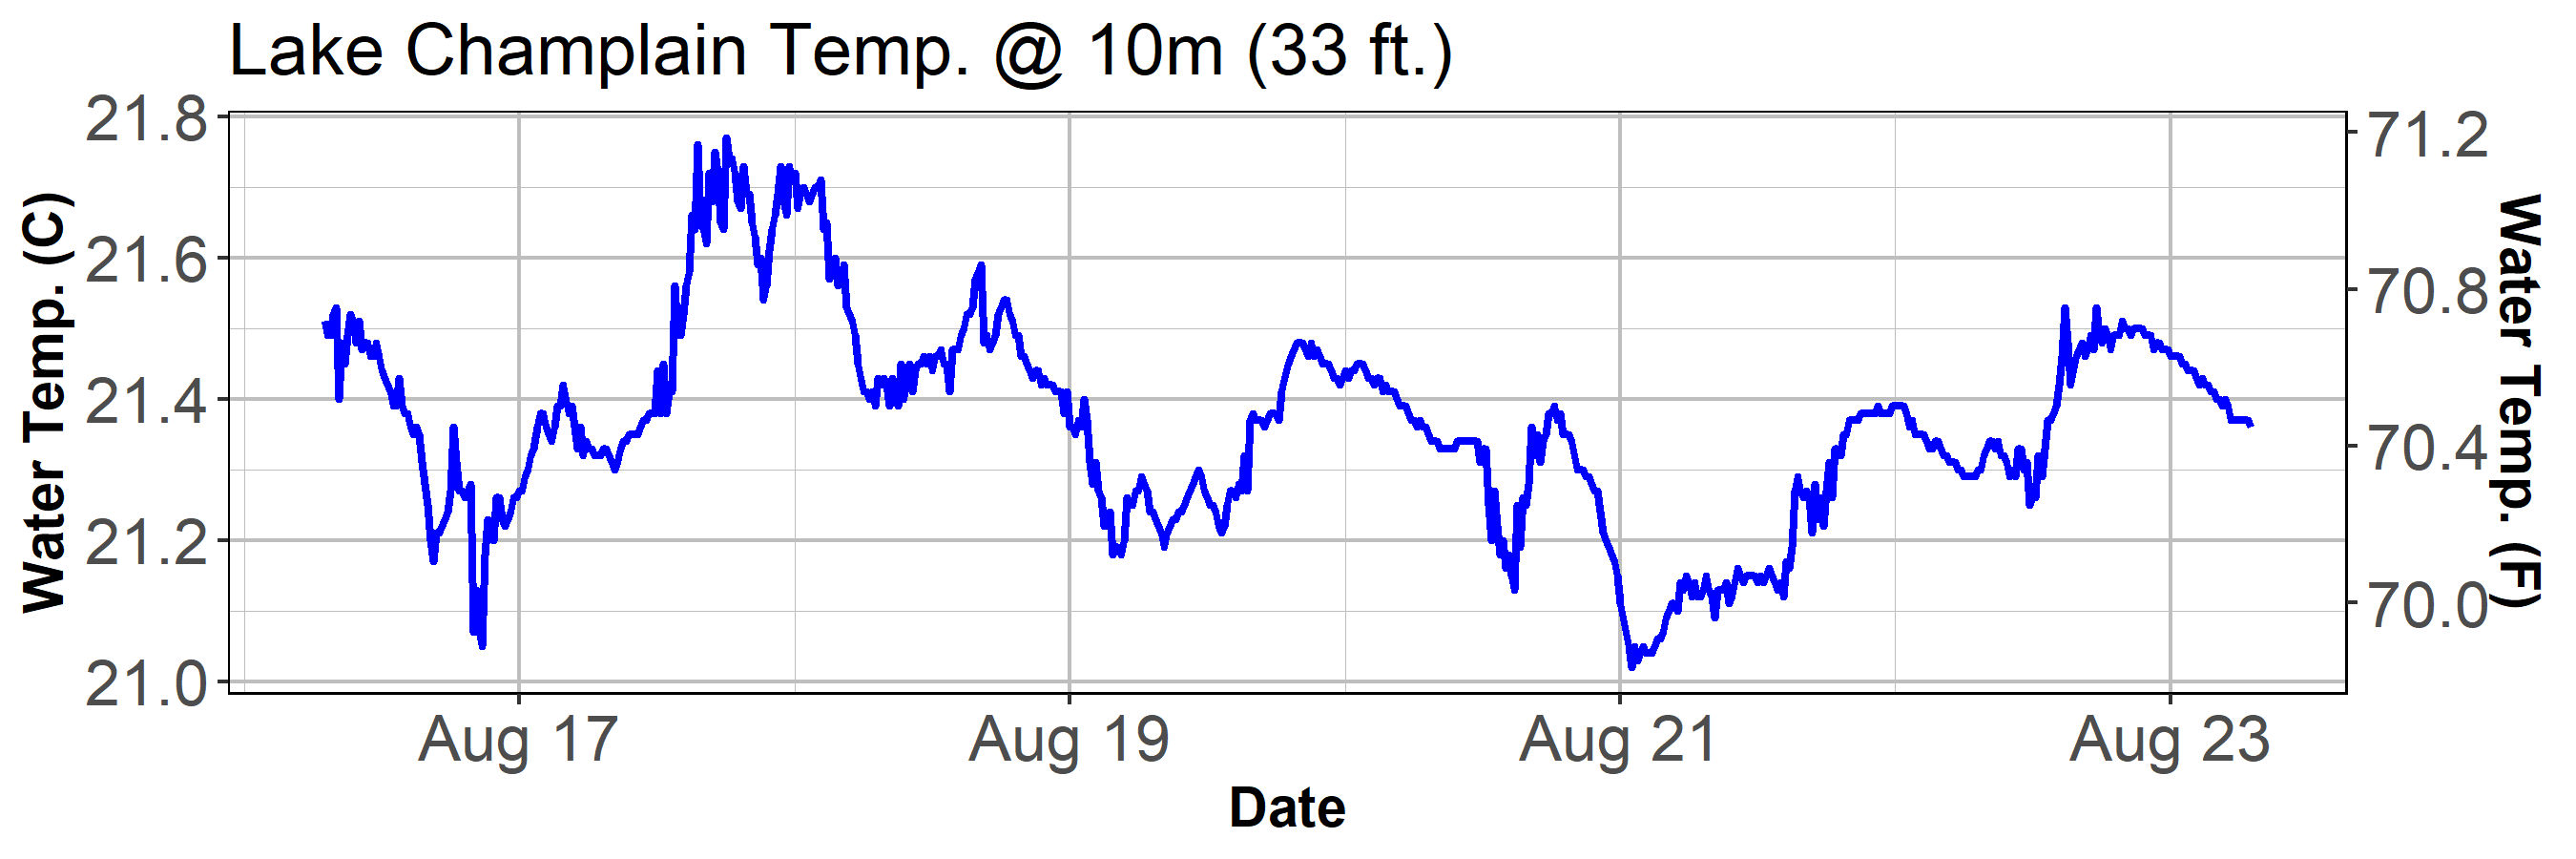 Lake Champlain Temp. @ 10m (33 ft.)
Water Temp. (C)
21.8
21.6
21.4
21.2
21.0
71.2
70.8
70.4
70.0
Water Temp. (F)
Aug 17 Aug 19 Aug 21 Aug 23
Date